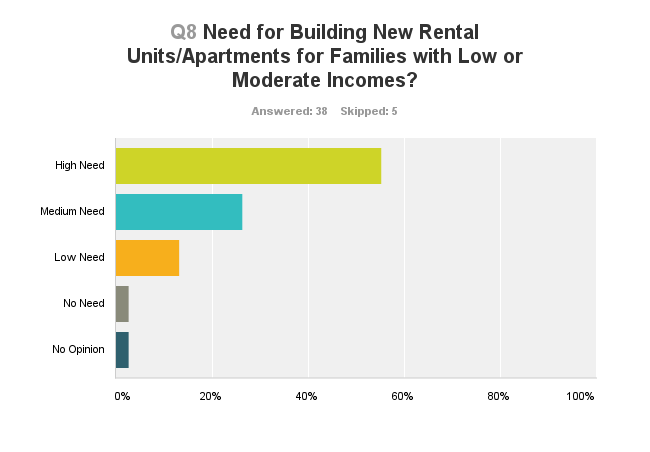 Q8 Need for Building New Rental
Units/Apartments for Families with Low or
Moderate Incomes?
Answered: 38 Skipped: 5
High Need
Medium Need
Low Need
No Need
No Opinion
0% 20% 40% 60% 80% 100%